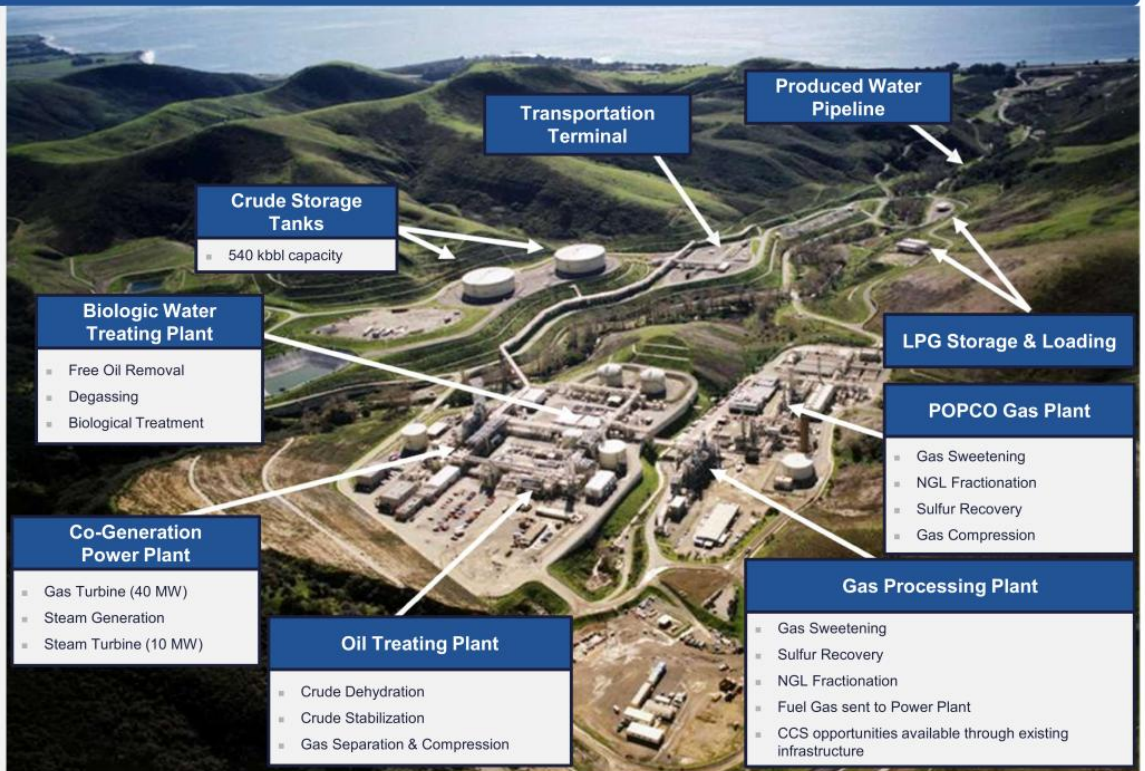 Produced Water
Pipeline
Transportation
Terminal
Crude Storage
Tanks
540 kbbl capacity
Biologic Water
Treating Plant
Free Oil Removal
Degassing
Biological Treatment
LPG Storage & Loading
POPCO Gas Plant
Gas Sweetening
NGL Fractionation
Sulfur Recovery
Gas Compression
Co-Generation
Power Plant
Gas Turbine (40 MW)
Steam Generation
Steam Turbine (10 MW)
Oil Treating Plant
Crude Dehydration
Crude Stabilization
Gas Separation & Compression
Gas Processing Plant
Gas Sweetening
Sulfur Recovery
NGL Fractionation
Fuel Gas sent to Power Plant
CCS opportunities available through existing
infrastructure